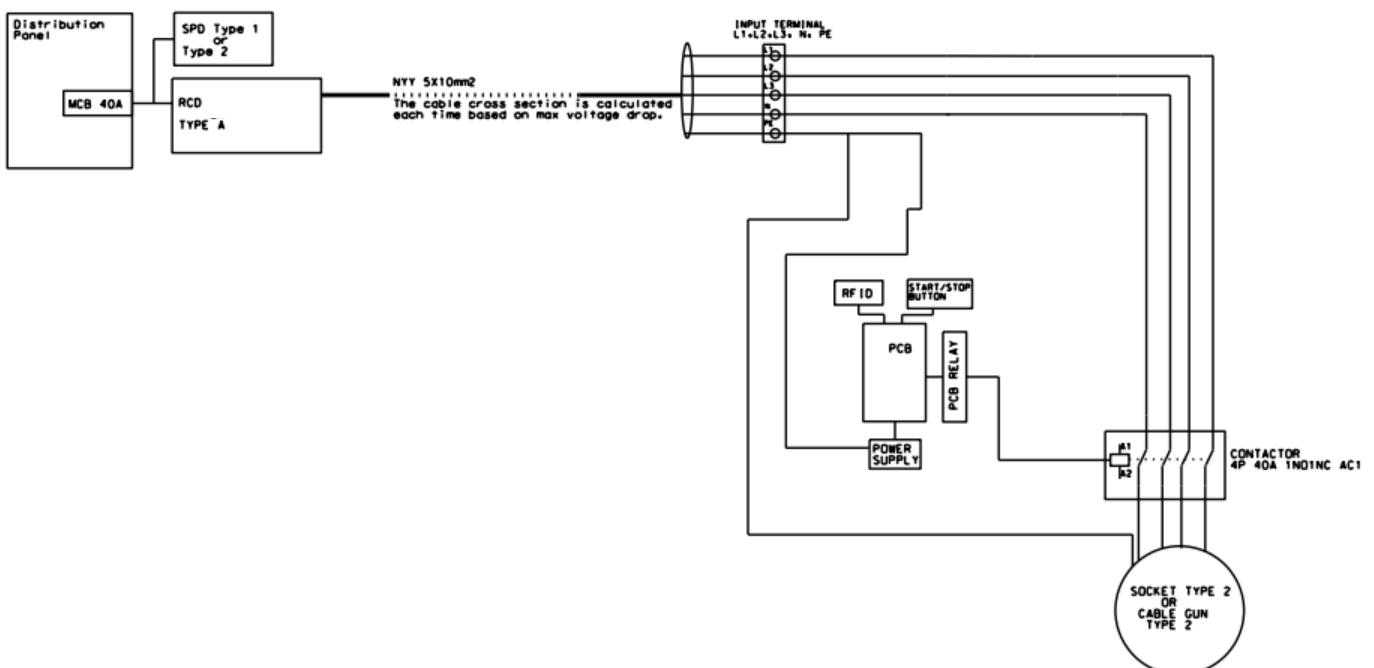 Distribution
Panel
SPD Type 1
or
Type 2
MCB 40A
RCD
TYPE A
NYY 5X10mm2
The cable cross section is calculated
each time based on max voltage drop.
INPUT TERMINAL
L1.L2.L3. N. PE
L1
L2
L3
N
PE
RFID
START/STOP
BUTTON
PCB
PCB RELAY
POWER
SUPPLY
A1
A2
CONTACTOR
4P 40A 1NO1NC AC1
SOCKET TYPE 2
OR
CABLE GUN
TYPE 2